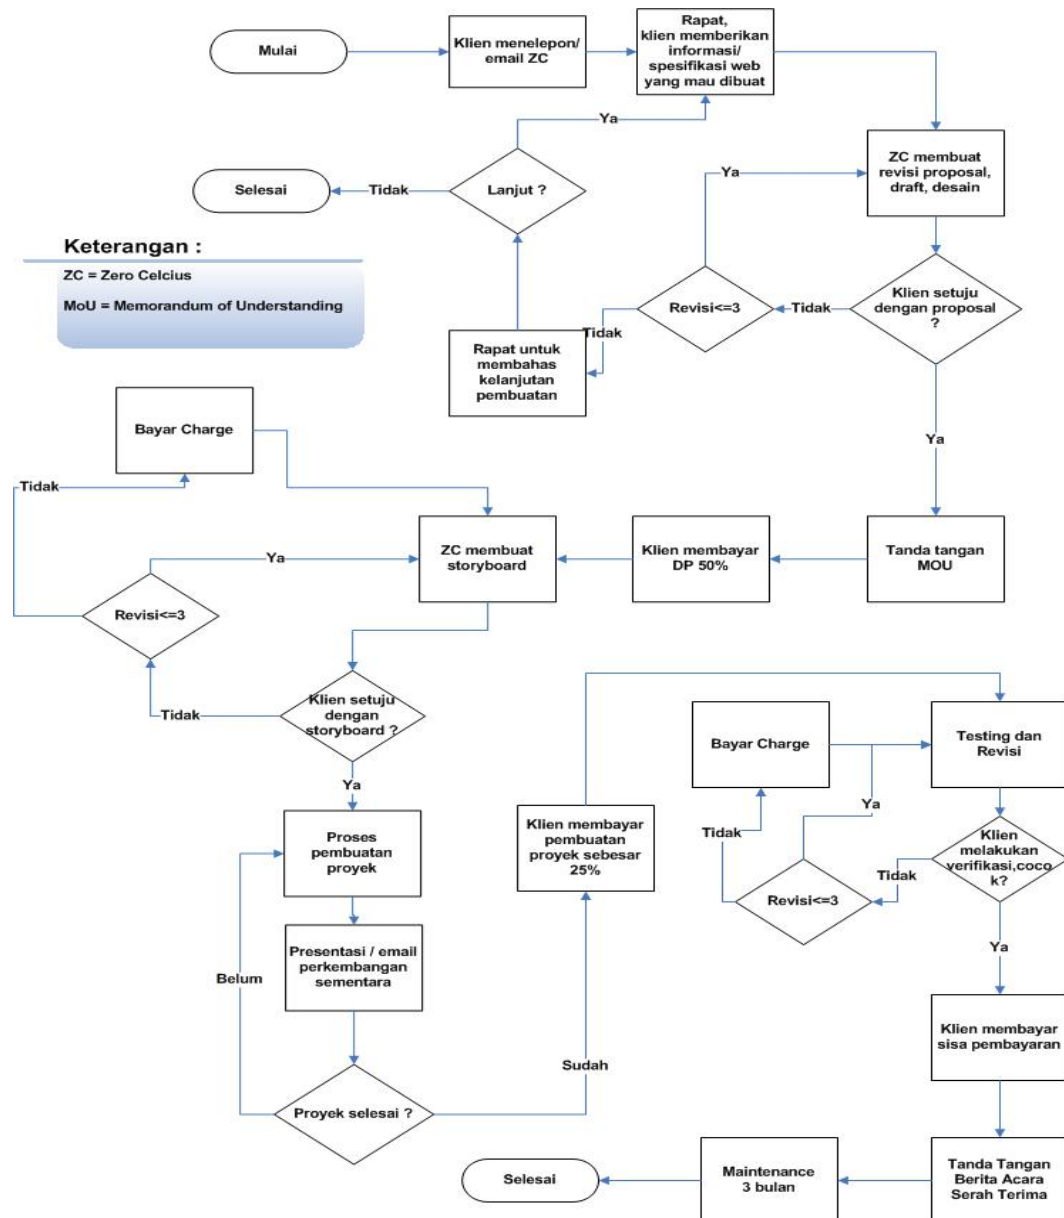 Mulai
Klien menelepon/
email ZC
Rapat,
klien memberikan
informasi/
spesifikasi web
yang mau dibuat
Ya
ZC membuat
revisi proposal,
draft, desain
Ya
Lanjut ?
Tidak
Selesai
Keterangan :
ZC = Zero Celcius
MoU = Memorandum of Understanding
Klien setuju
dengan proposal
?
Tidak
Revisi<=3
Tidak
Rapat untuk
membahas
kelanjutan
pembuatan
Ya
Bayar Charge
Tidak
Ya
ZC membuat
storyboard
Klien membayar
DP 50%
Tanda tangan
MOU
Revisi<=3
Klien setuju
dengan
storyboard ?
Tidak
Ya
Bayar Charge
Testing dan
Revisi
Ya
Tidak
Klien
melakukan
verifikasi,coco
k?
Tidak
Revisi<=3
Klien membayar
pembuatan
proyek sebesar
25%
Proses
pembuatan
proyek
Presentasi / email
perkembangan
sementara
Belum
Ya
Klien membayar
sisa pembayaran
Sudah
Proyek selesai ?
Selesai
Maintenance
3 bulan
Tanda Tangan
Berita Acara
Serah Terima